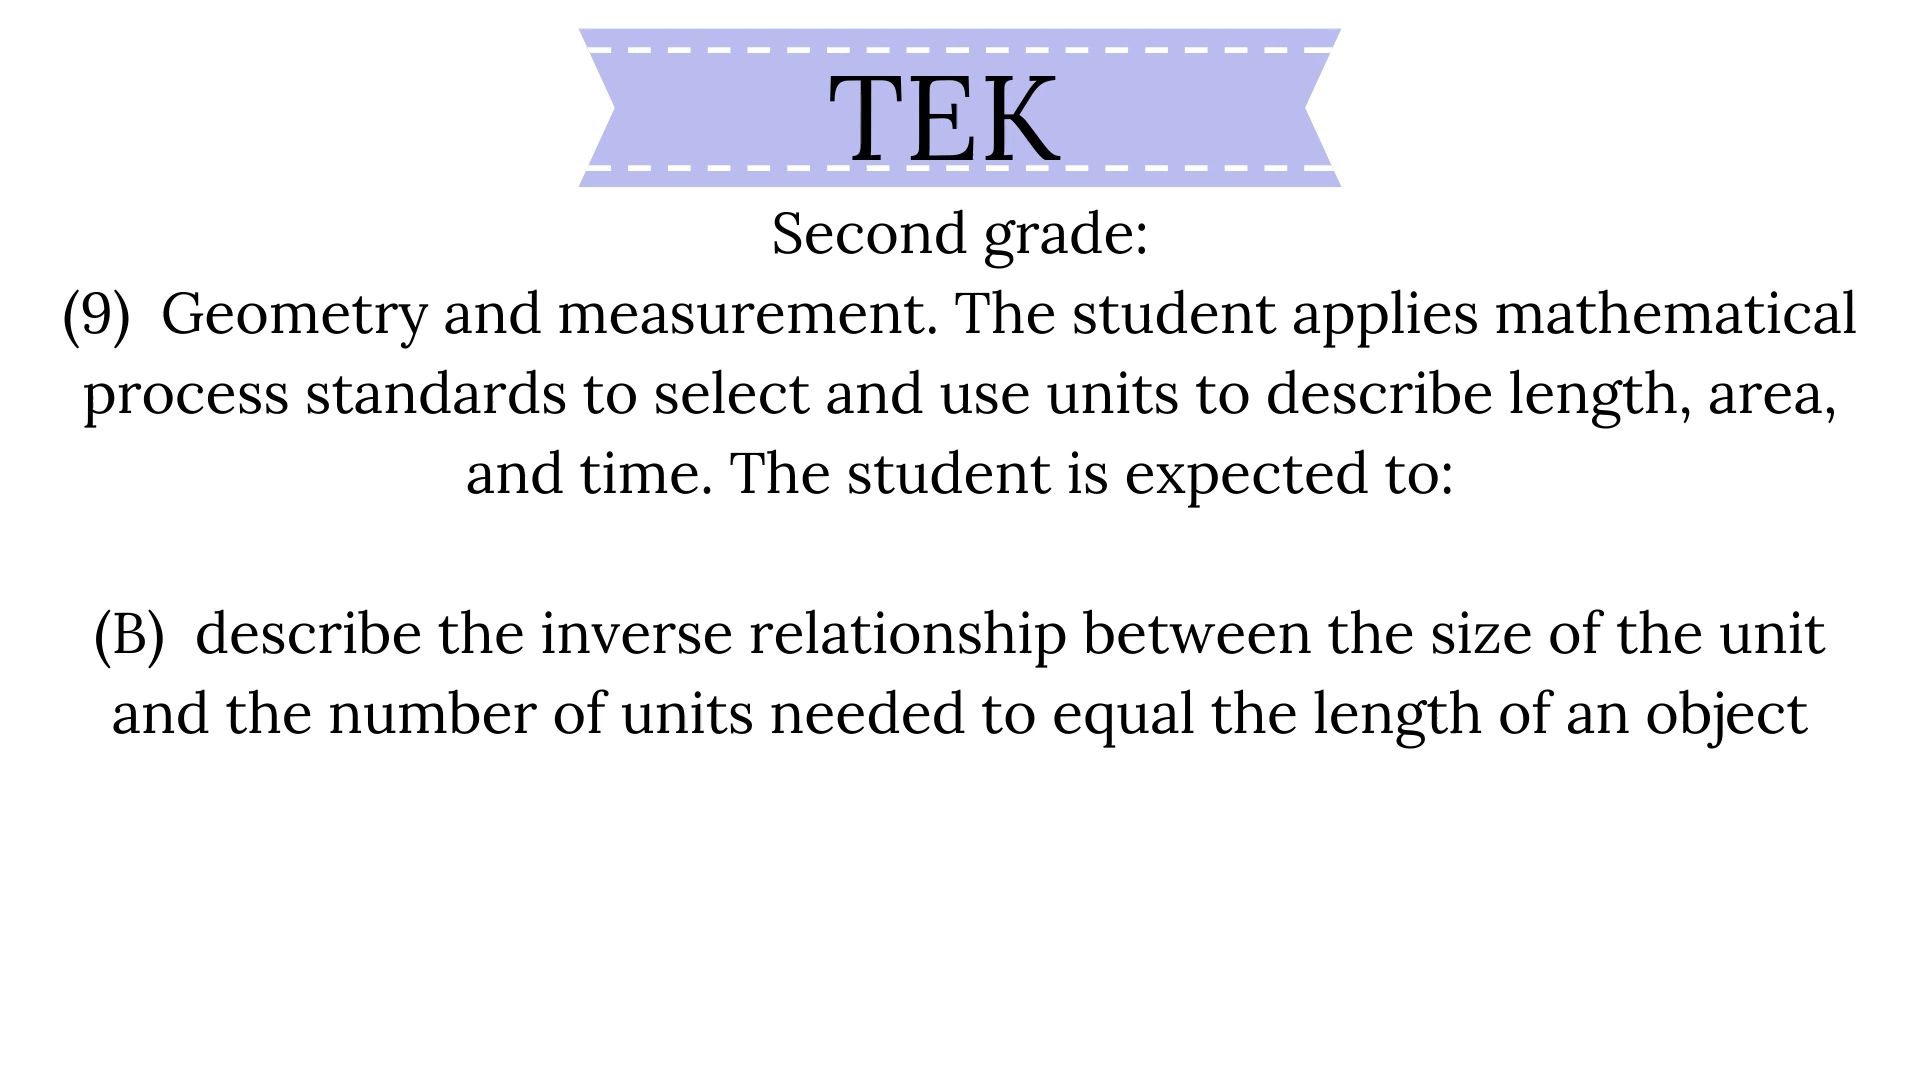 TEK
Second grade:
(9)  Geometry and measurement. The student applies mathematical
process standards to select and use units to describe length, area,
and time. The student is expected to:
(B)  describe the inverse relationship between the size of the unit
and the number of units needed to equal the length of an object